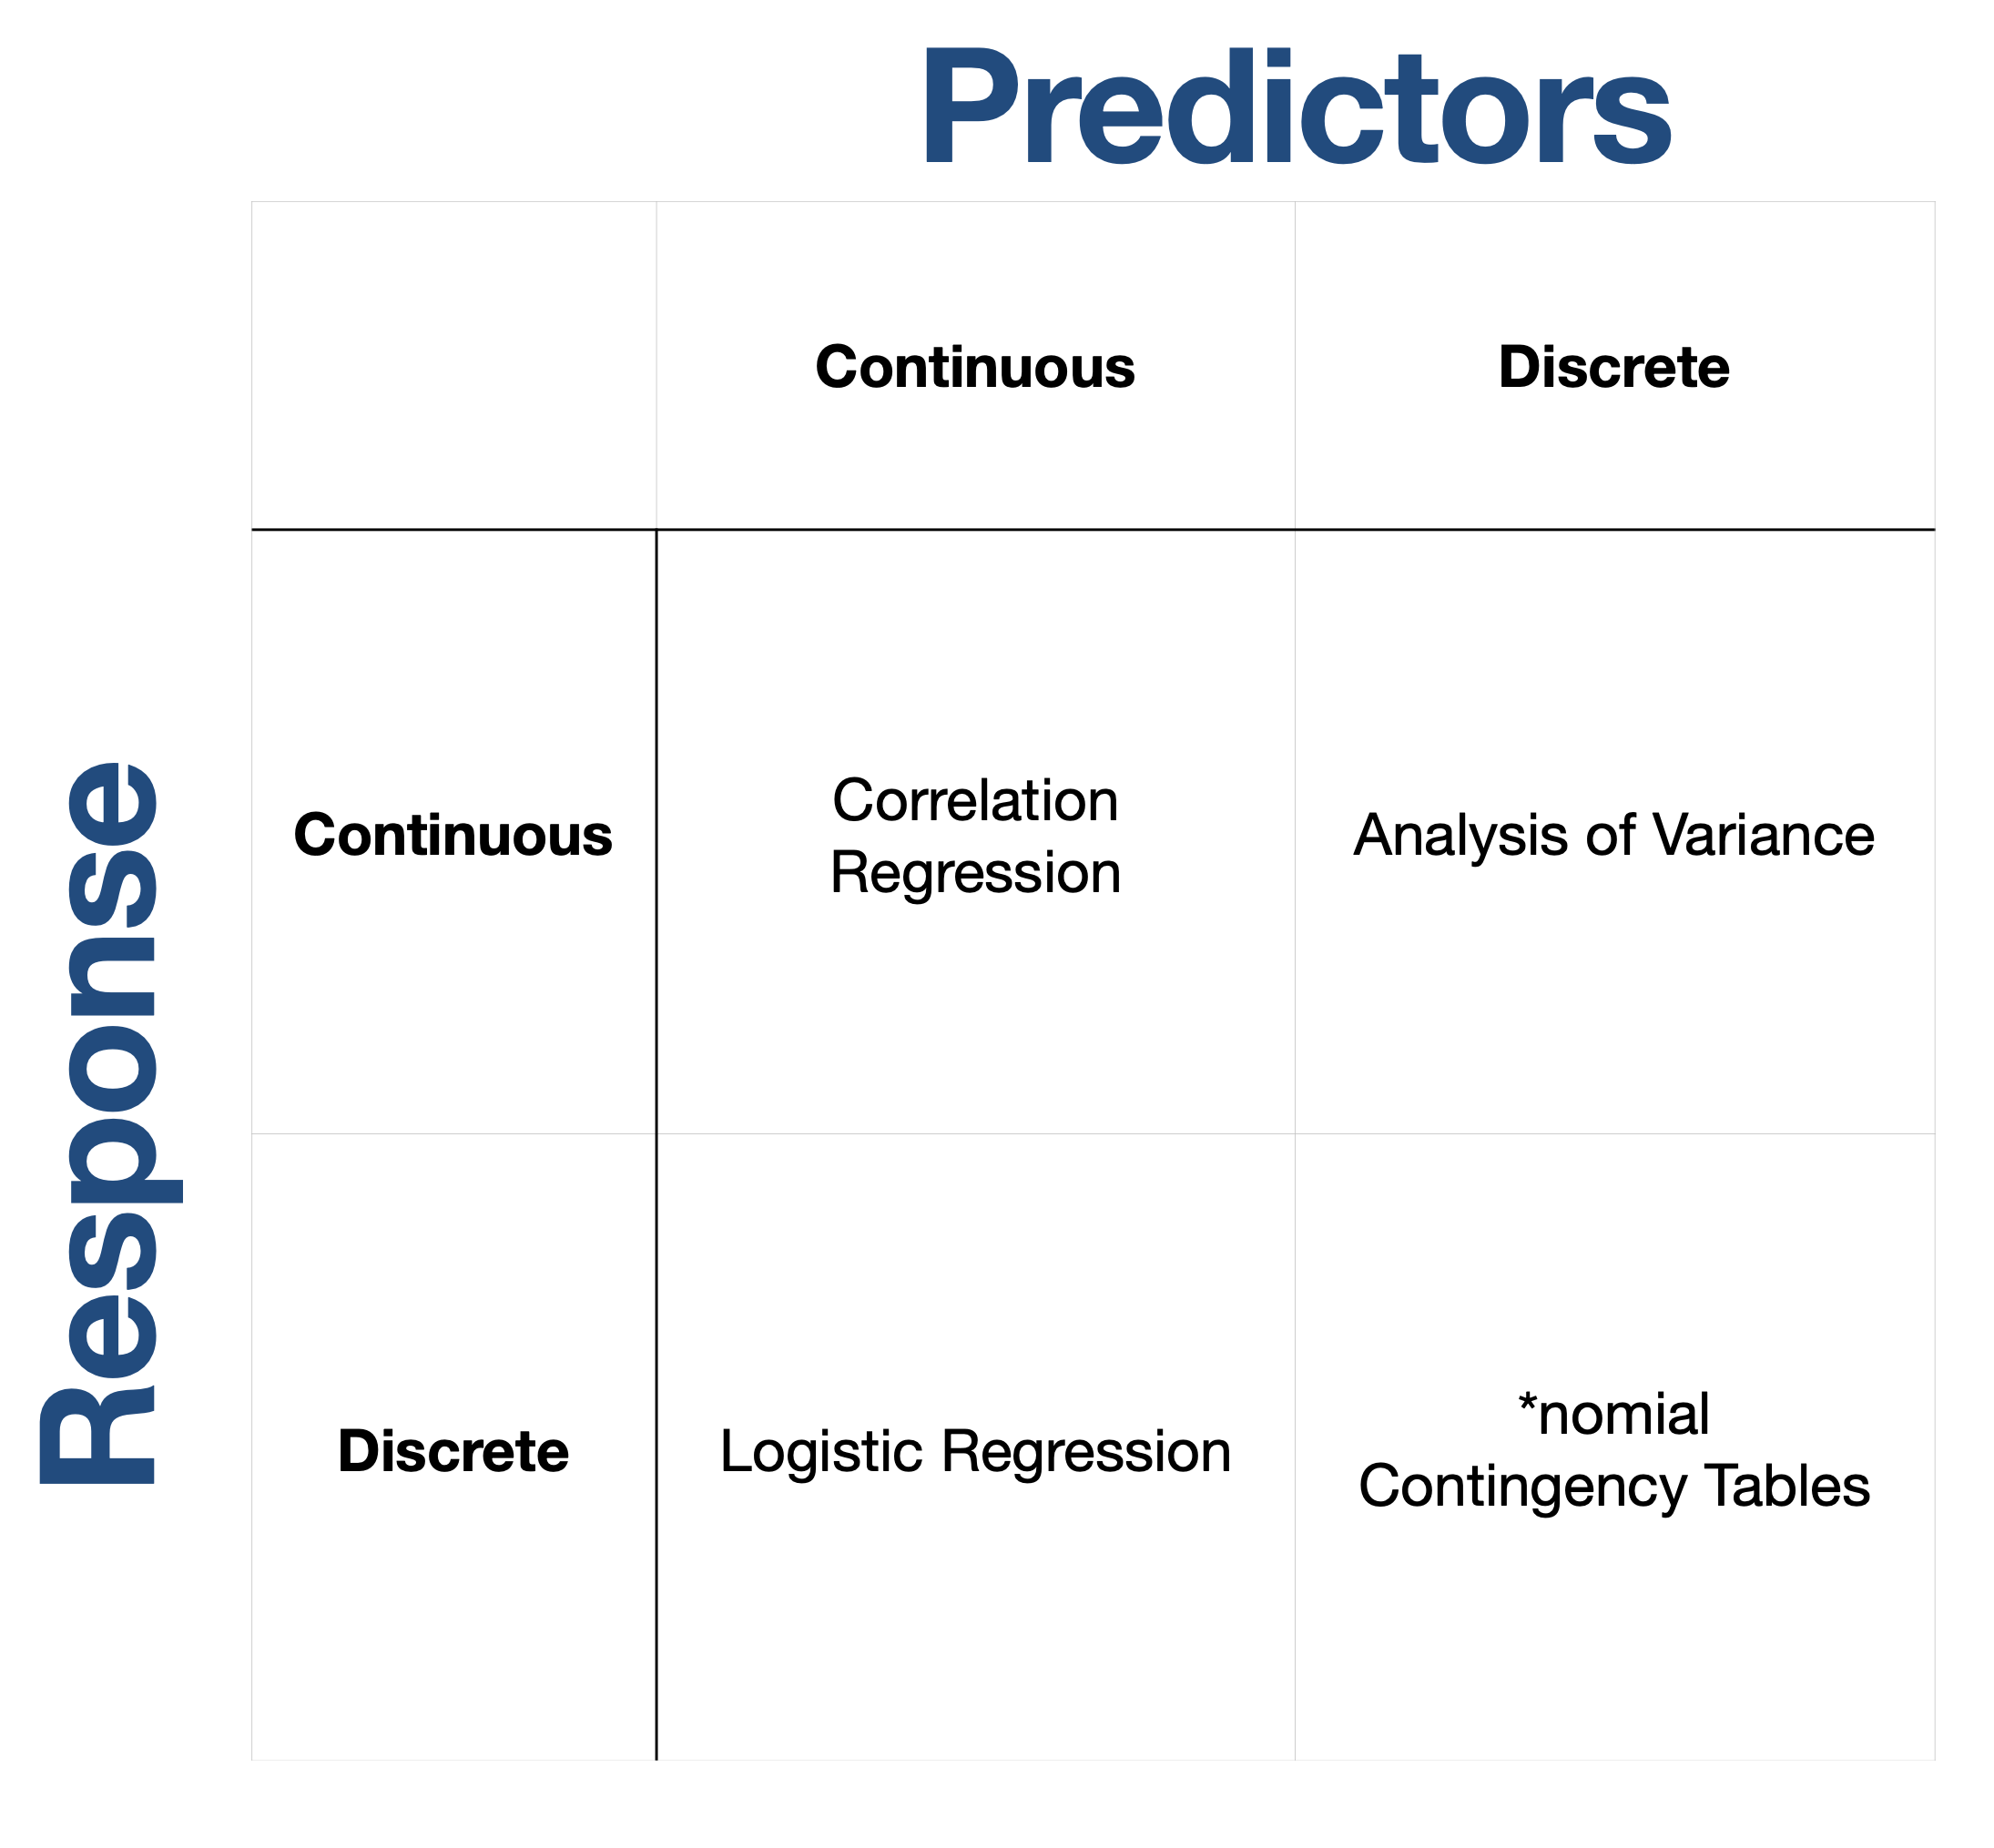 Predictors
Continuous Discrete
Response
Continuous
Correlation
Regression
Analysis of Variance
Discrete
Logistic Regression
*nomial
Contingency Tables